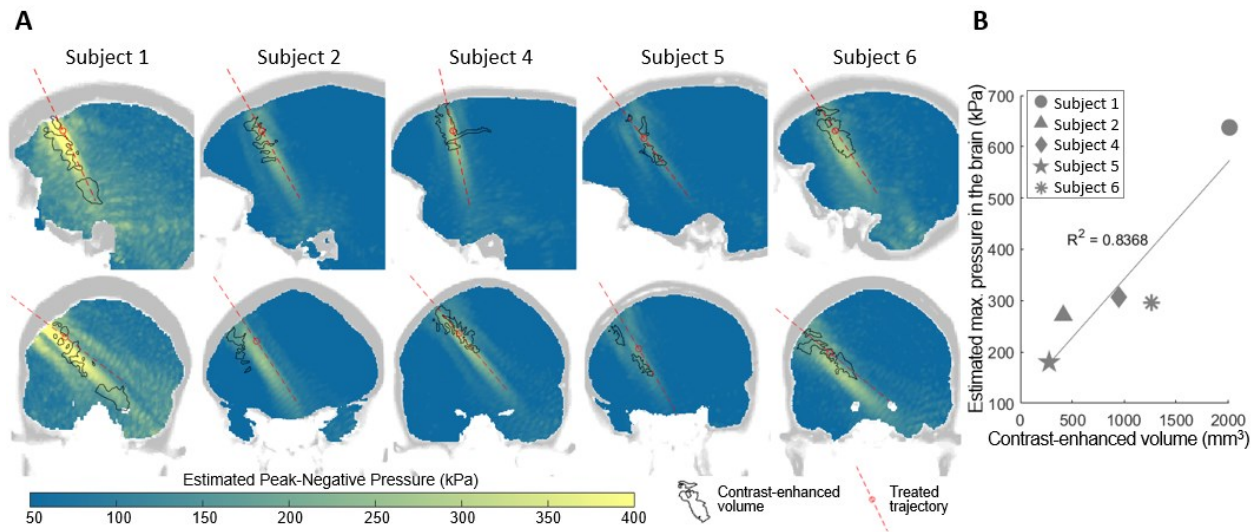 A
B
Subject 1
Subject 2
Subject 4
Subject 5
Subject 6
Estimated Peak-Negative Pressure (kPa)
50
100
150
200
250
300
350
400
Contrast-enhanced
volume
Treated
trajectory
Estimated max. pressure in the brain (kPa)
700
600
500
400
300
200
100
Subject 1
Subject 2
Subject 4
Subject 5
Subject 6
R² = 0.8368
0
500
1000
1500
2000
Contrast-enhanced volume (mm³)